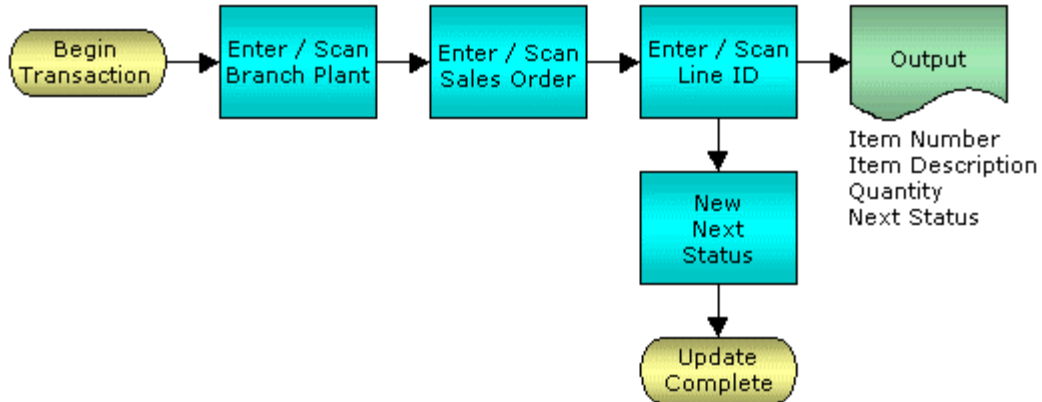 Begin
Transaction
Enter / Scan
Branch Plant
Enter / Scan
Sales Order
Enter / Scan
Line ID
Output
Item Number
Item Description
Quantity
Next Status
New
Next
Status
Update
Complete